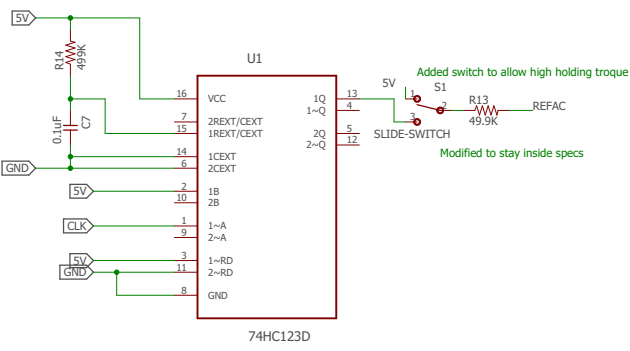 5V
R14
499K
C7
0.1uF
GND
5V
CLK
5V
GND
U1
16 VCC
7 2REXT/CEXT
15 1REXT/CEXT
14 1CEXT
6 2CEXT
2 1B
10 2B
1 1~A
9 2~A
3 1~RD
11 2~RD
8 GND
1Q 13
1~Q 4
2Q 5
2~Q 12
74HC123D
5V
Added switch to allow high holding troque
S1
1
2
3
SLIDE-SWITCH
R13
49.9K
REFAC
Modified to stay inside specs